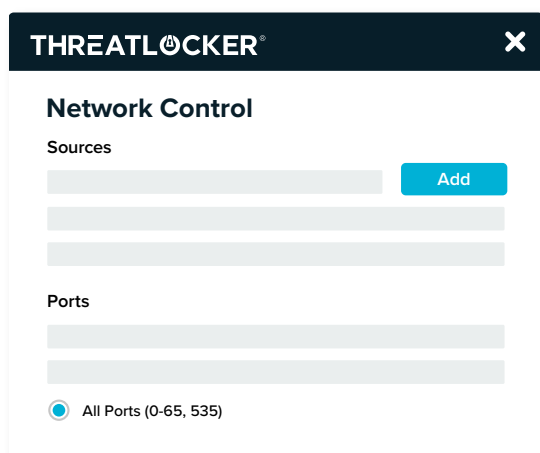 THREATLOCKER®
Network Control
Sources
Add
Ports
All Ports (0-65, 535)